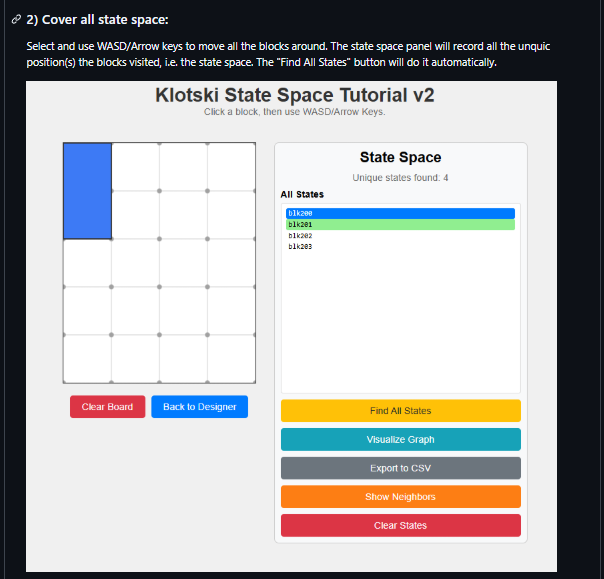 2) Cover all state space:
Select and use WASD/Arrow keys to move all the blocks around. The state space panel will record all the unquic
position(s) the blocks visited, i.e. the state space. The "Find All States" button will do it automatically.
Klotski State Space Tutorial v2
Click a block, then use WASD/Arrow Keys.
State Space
Unique states found: 4
All States
blk200
blk201
blk202
blk203
Clear Board
Back to Designer
Find All States
Visualize Graph
Export to CSV
Show Neighbors
Clear States